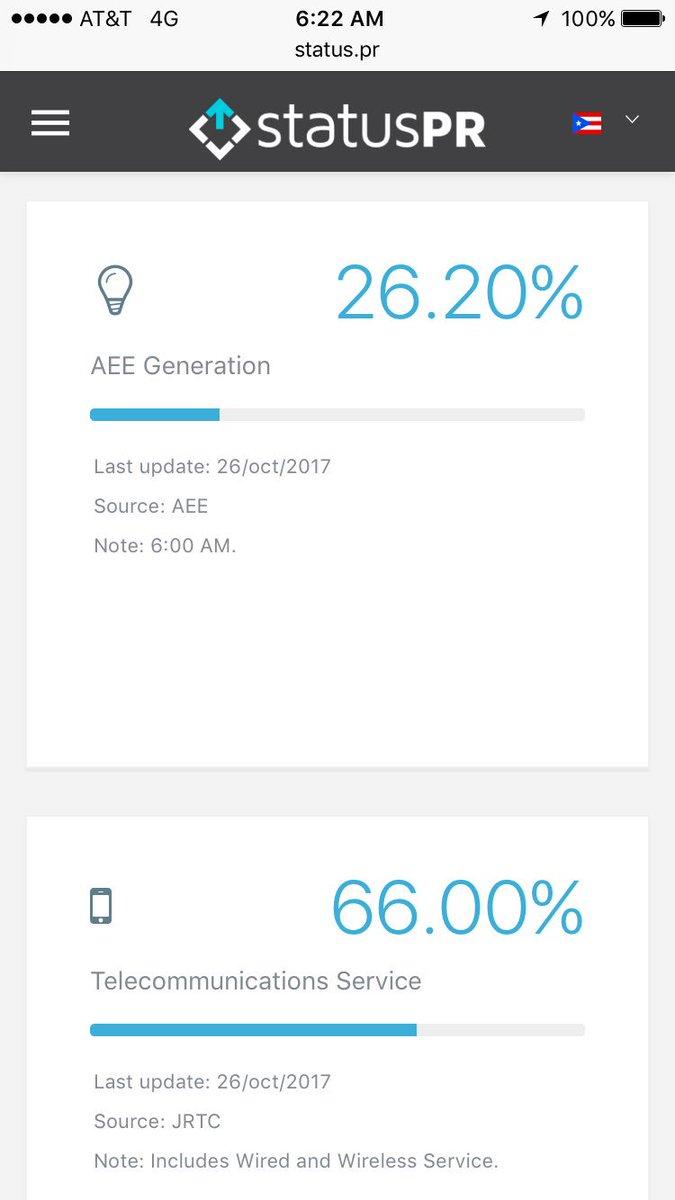 AT&T 4G 6:22 AM 100%
status.pr
statusPR
26.20%
AEE Generation
Last update: 26/oct/2017
Source: AEE
Note: 6:00 AM.
66.00%
Telecommunications Service
Last update: 26/oct/2017
Source: JRTC
Note: Includes Wired and Wireless Service.